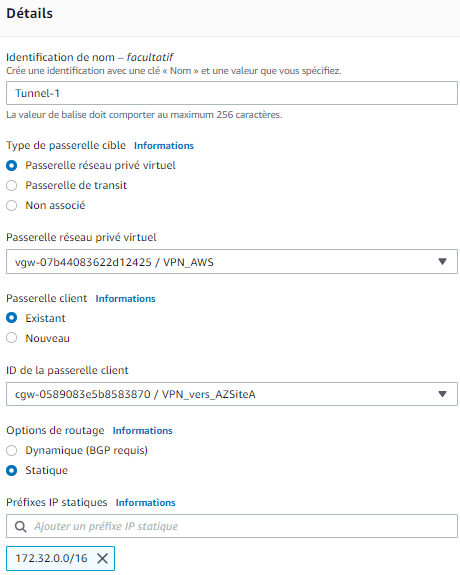 Détails
Identification de nom – facultatif
Crée une identification avec une clé « Nom » et une valeur que vous spécifiez.
Tunnel-1
La valeur de balise doit comporter au maximum 256 caractères.
Type de passerelle cible Informations
Passerelle réseau privé virtuel
Passerelle de transit
Non associé
Passerelle réseau privé virtuel
vgw-07b44083622d12425 / VPN_AWS
Passerelle client Informations
Existant
Nouveau
ID de la passerelle client
cgw-0589083e5b8583870 / VPN_vers_AZSiteA
Options de routage Informations
Dynamique (BGP requis)
Statique
Préfixes IP statiques Informations
Ajouter un préfixe IP statique
172.32.0.0/16